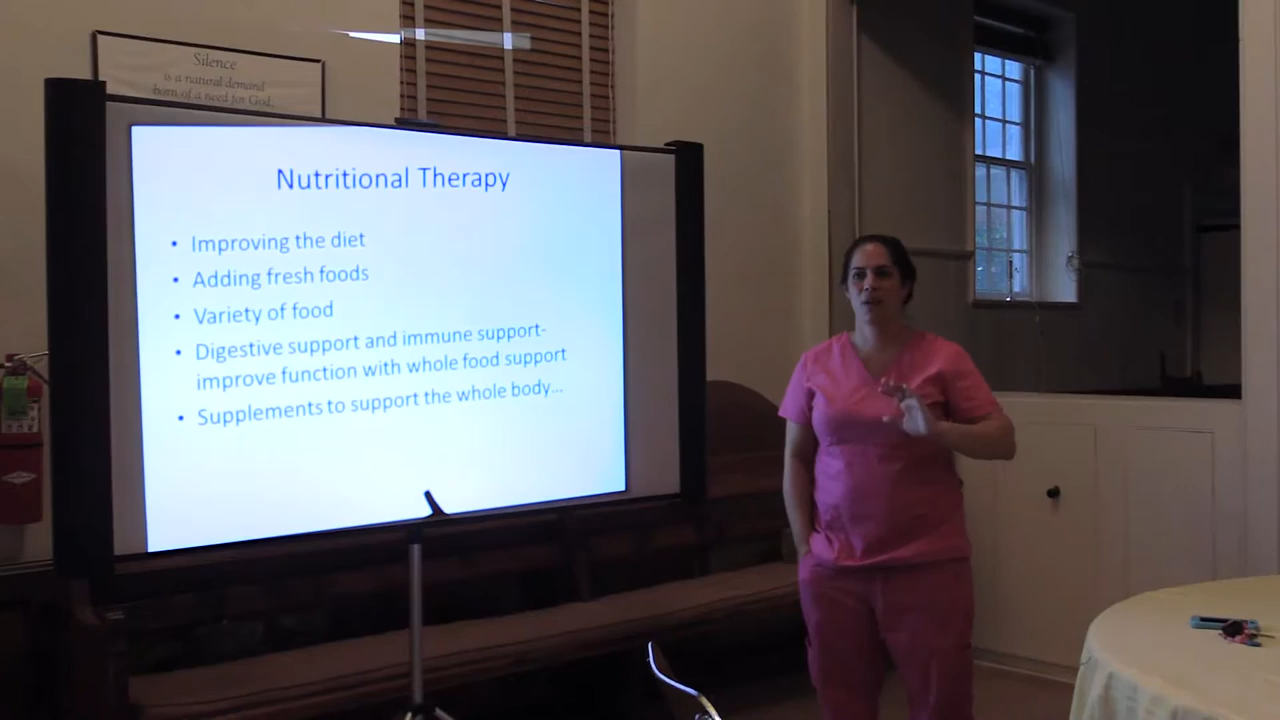 Silence
is a natural demand
born of a need for God,
Nutritional Therapy
• Improving the diet
• Adding fresh foods
• Variety of food
• Digestive support and immune support-
improve function with whole food support
• Supplements to support the whole body...